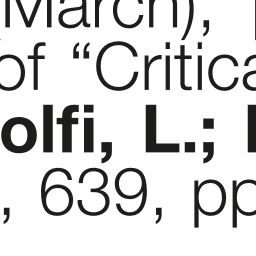 (March),
of “Critica
olfi, L.;
, 639, pp